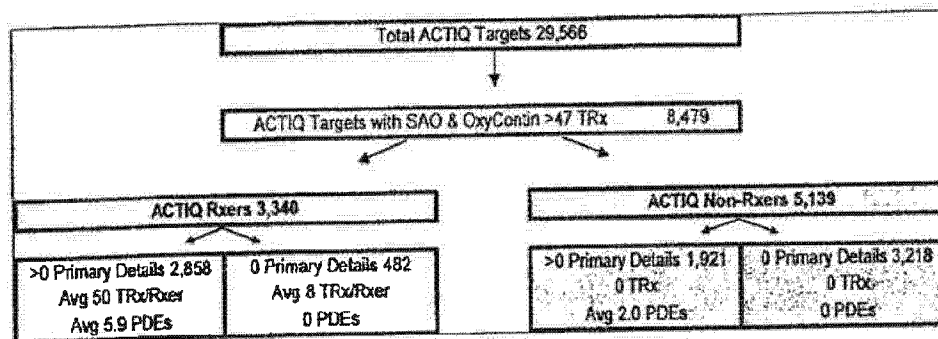 Total ACTIQ Targets 29,566
ACTIQ Targets with SAO & OxyContin >47 TRx 8,479
ACTIQ Rxers 3,340
ACTIQ Non-Rxers 5,139
>0 Primary Details 2,858
Avg 50 TRx/Rxer
Avg 5.9 PDEs
0 Primary Details 482
Avg 8 TRx/Rxer
0 PDEs
>0 Primary Details 1,921
0 TRx
Avg 2.0 PDEs
0 Primary Details 3,218
0 TRx
0 PDEs